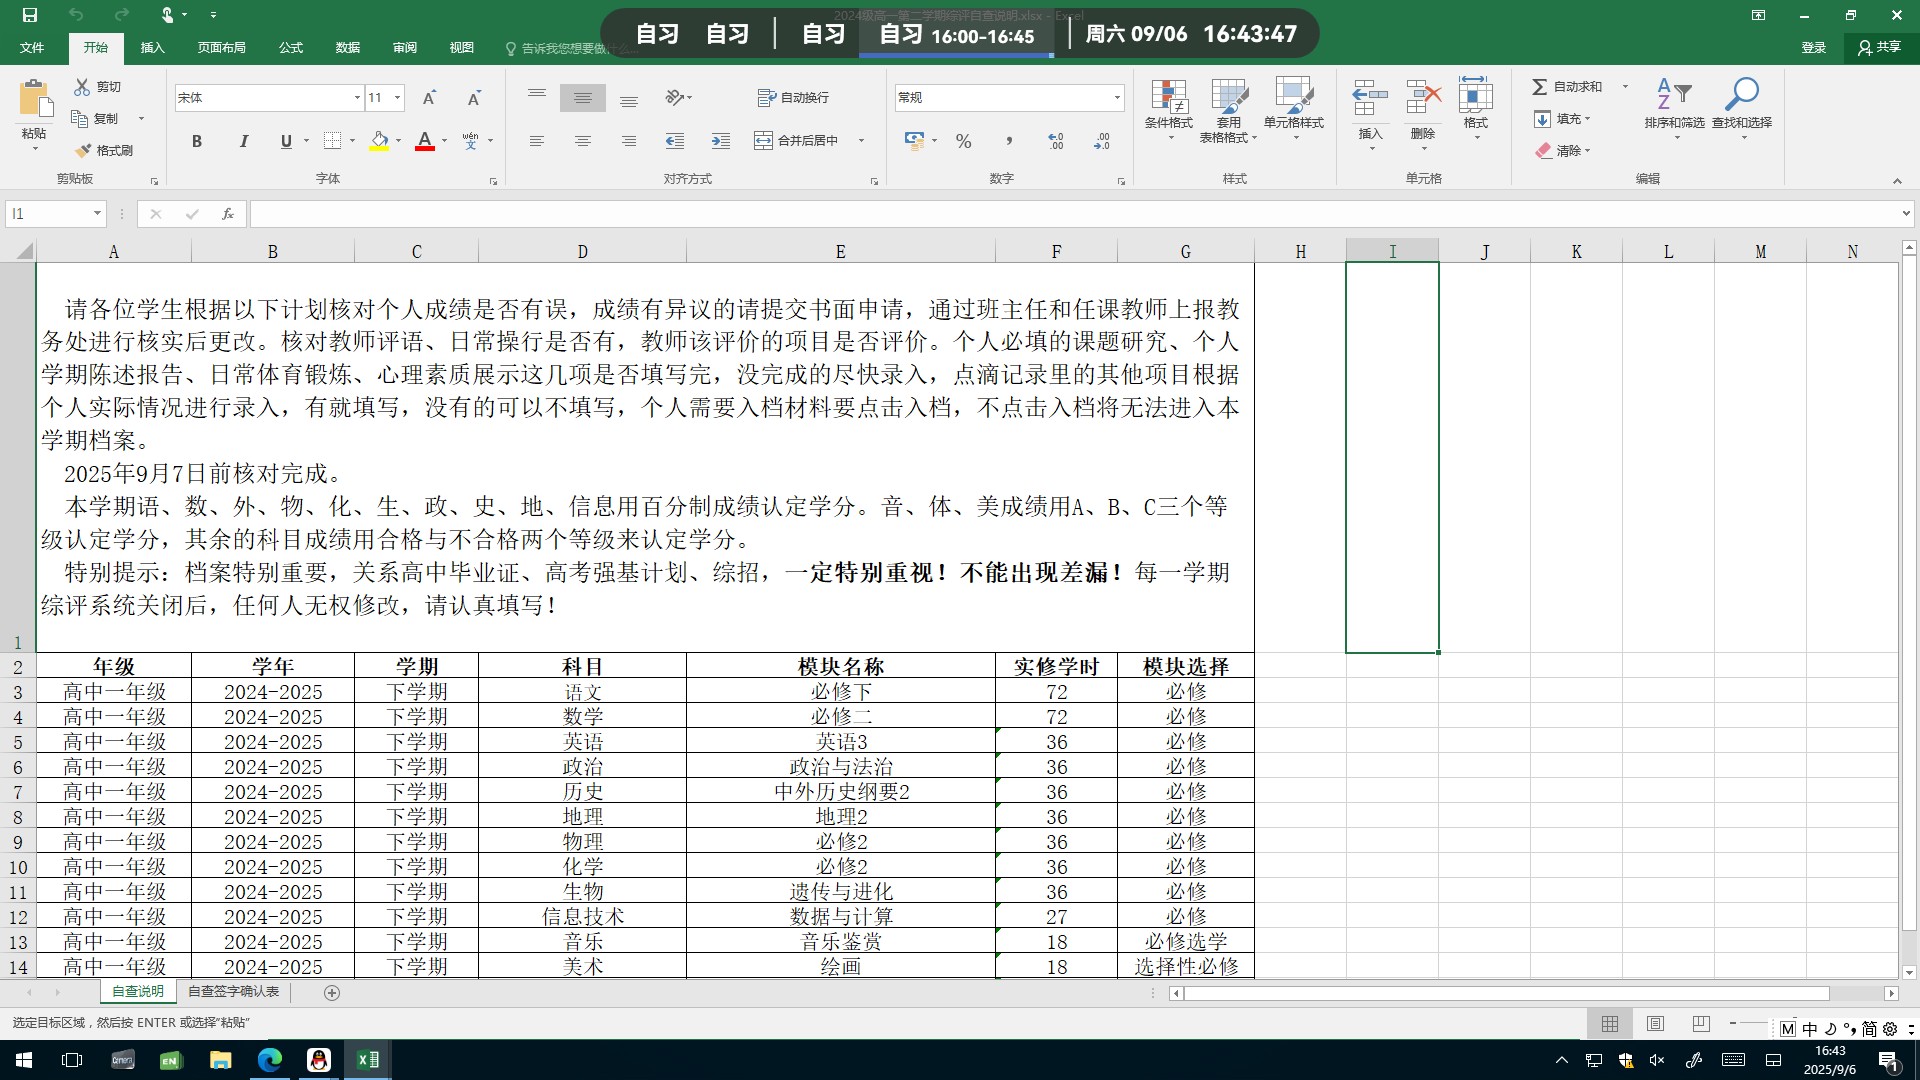 2024级高一第二学期综评自查说明.xlsx - Excel
自习 自习 | 自习 自习 16:00-16:45 | 周六 09/06 16:43:47
文件 开始 插入 页面布局 公式 数据 审阅 视图 告诉我您想要做什么... 登录 共享
粘贴 剪切 复制 格式刷 剪贴板
宋体 11 B I U A wén 文 字体
自动换行 合并后居中 对齐方式
常规 % , .00 数字
条件格式 套用表格格式 单元格样式 样式
插入 删除 格式 单元格
自动求和 填充 清除 排序和筛选 查找和选择 编辑
I1 fx
A B C D E F G H I J K L M N
请各位学生根据以下计划核对个人成绩是否有误，成绩有异议的请提交书面申请，通过班主任和任课教师上报教
务处进行核实后更改。核对教师评语、日常操行是否有，教师该评价的项目是否评价。个人必填的课题研究、个人
学期陈述报告、日常体育锻炼、心理素质展示这几项是否填写完，没完成的尽快录入，点滴记录里的其他项目根据
个人实际情况进行录入，有就填写，没有的可以不填写，个人需要入档材料要点击入档，不点击入档将无法进入本
学期档案。
2025年9月7日前核对完成。
本学期语、数、外、物、化、生、政、史、地、信息用百分制成绩认定学分。音、体、美成绩用A、B、C三个等
级认定学分，其余的科目成绩用合格与不合格两个等级来认定学分。
特别提示：档案特别重要，关系高中毕业证、高考强基计划、综招，一定特别重视！不能出现差漏！每一学期
综评系统关闭后，任何人无权修改，请认真填写！
1
2 年级 学年 学期 科目 模块名称 实修学时 模块选择
3 高中一年级 2024-2025 下学期 语文 必修下 72 必修
4 高中一年级 2024-2025 下学期 数学 必修二 72 必修
5 高中一年级 2024-2025 下学期 英语 英语3 36 必修
6 高中一年级 2024-2025 下学期 政治 政治与法治 36 必修
7 高中一年级 2024-2025 下学期 历史 中外历史纲要2 36 必修
8 高中一年级 2024-2025 下学期 地理 地理2 36 必修
9 高中一年级 2024-2025 下学期 物理 必修2 36 必修
10 高中一年级 2024-2025 下学期 化学 必修2 36 必修
11 高中一年级 2024-2025 下学期 生物 遗传与进化 36 必修
12 高中一年级 2024-2025 下学期 信息技术 数据与计算 27 必修
13 高中一年级 2024-2025 下学期 音乐 音乐鉴赏 18 必修选学
14 高中一年级 2024-2025 下学期 美术 绘画 18 选择性必修
自查说明 自查签字确认表
选定目标区域，然后按 ENTER 或选择"粘贴"
M 中 简
EN 16:43
2025/9/6 1